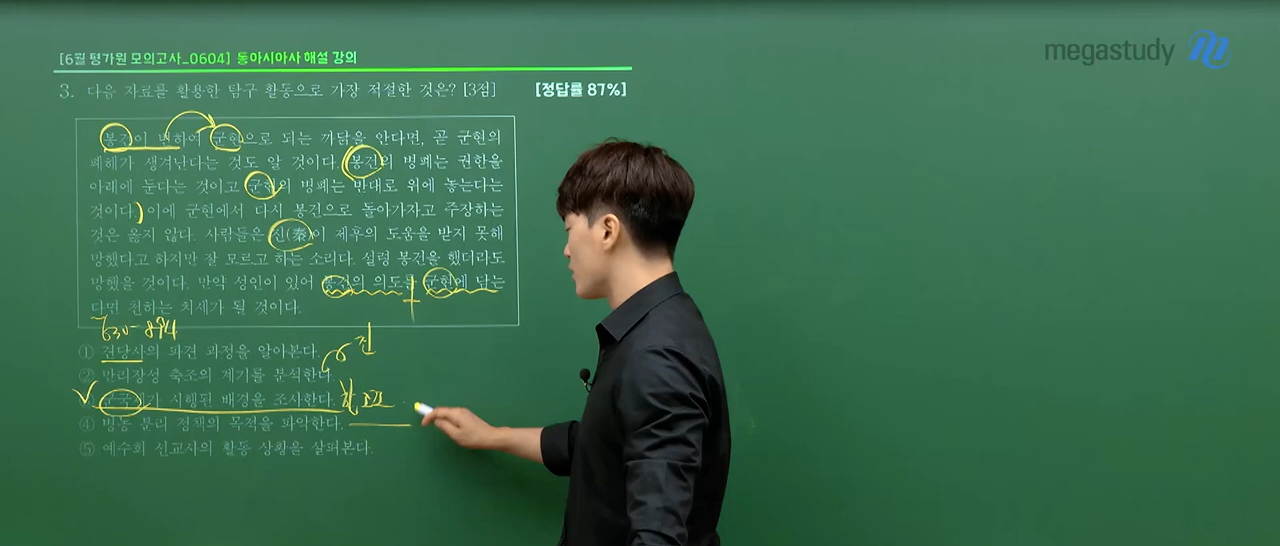 megastudy
[6월 평가원 모의고사_0604] 동아시아사 해설 강의
3. 다음 자료를 활용한 탐구 활동으로 가장 적절한 것은? [3점] [정답률 87%]
봉건이 변하여 군현으로 되는 까닭을 안다면, 곧 군현의
폐해가 생겨난다는 것도 알 것이다. 봉건의 병폐는 권한을
아래에 둔다는 것이고 군현의 병폐는 반대로 위에 놓는다는
것이다. 이에 군현에서 다시 봉건으로 돌아가자고 주장하는
것은 옳지 않다. 사람들은 진(秦)이 제후의 도움을 받지 못해
망했다고 하지만 잘 모르고 하는 소리다. 설령 봉건을 했더라도
망했을 것이다. 만약 성인이 있어 봉건의 의도를 군현에 담는
다면 천하는 치세가 될 것이다.
630-894
① 견당사의 파견 과정을 알아본다.
진
② 만리장성 축조의 계기를 분석한다.
③ 군국제가 시행된 배경을 조사한다. 한 고조
④ 병농 분리 정책의 목적을 파악한다.
⑤ 예수회 선교사의 활동 상황을 살펴본다.